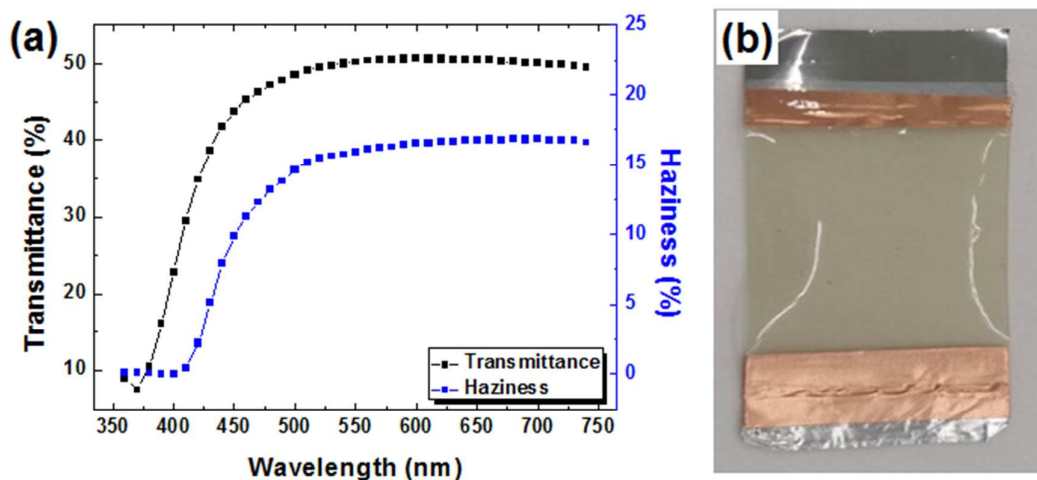 (a)
Transmittance (%)
50
40
30
20
10
25
20
15
10
5
0
Haziness (%)
Transmittance
Haziness
350 400 450 500 550 600 650 700 750
Wavelength (nm)
(b)